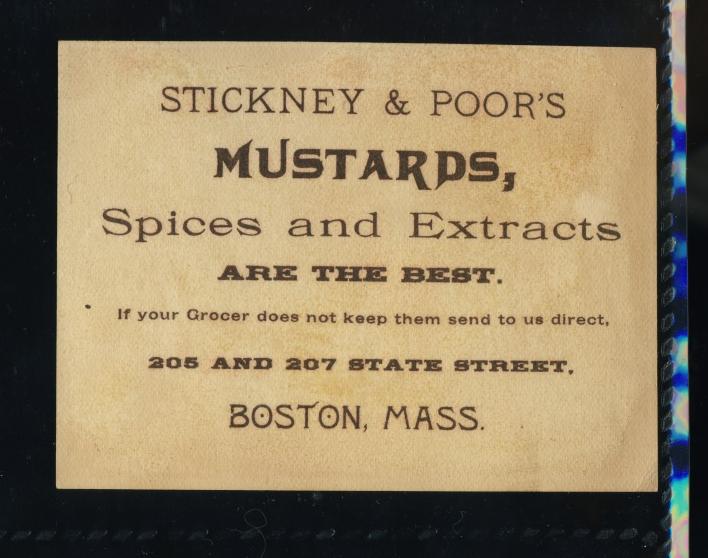 STICKNEY & POOR'S
MUSTARDS,
Spices and Extracts
ARE THE BEST.
If your Grocer does not keep them send to us direct,
205 AND 207 STATE STREET,
BOSTON, MASS.